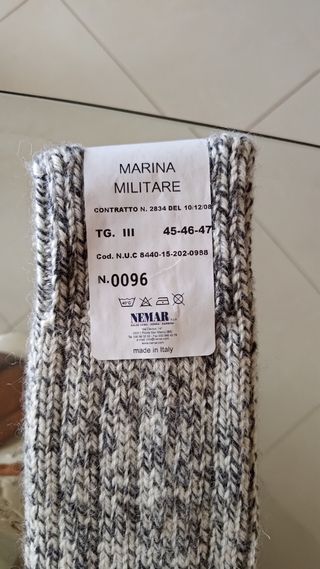 MARINA
MILITARE
CONTRATTO N. 2834 DEL 10/12/08
TG. III 45-46-47
Cod. N.U.C 8440-15-202-0988
N.0096
NEMAR
made in Italy